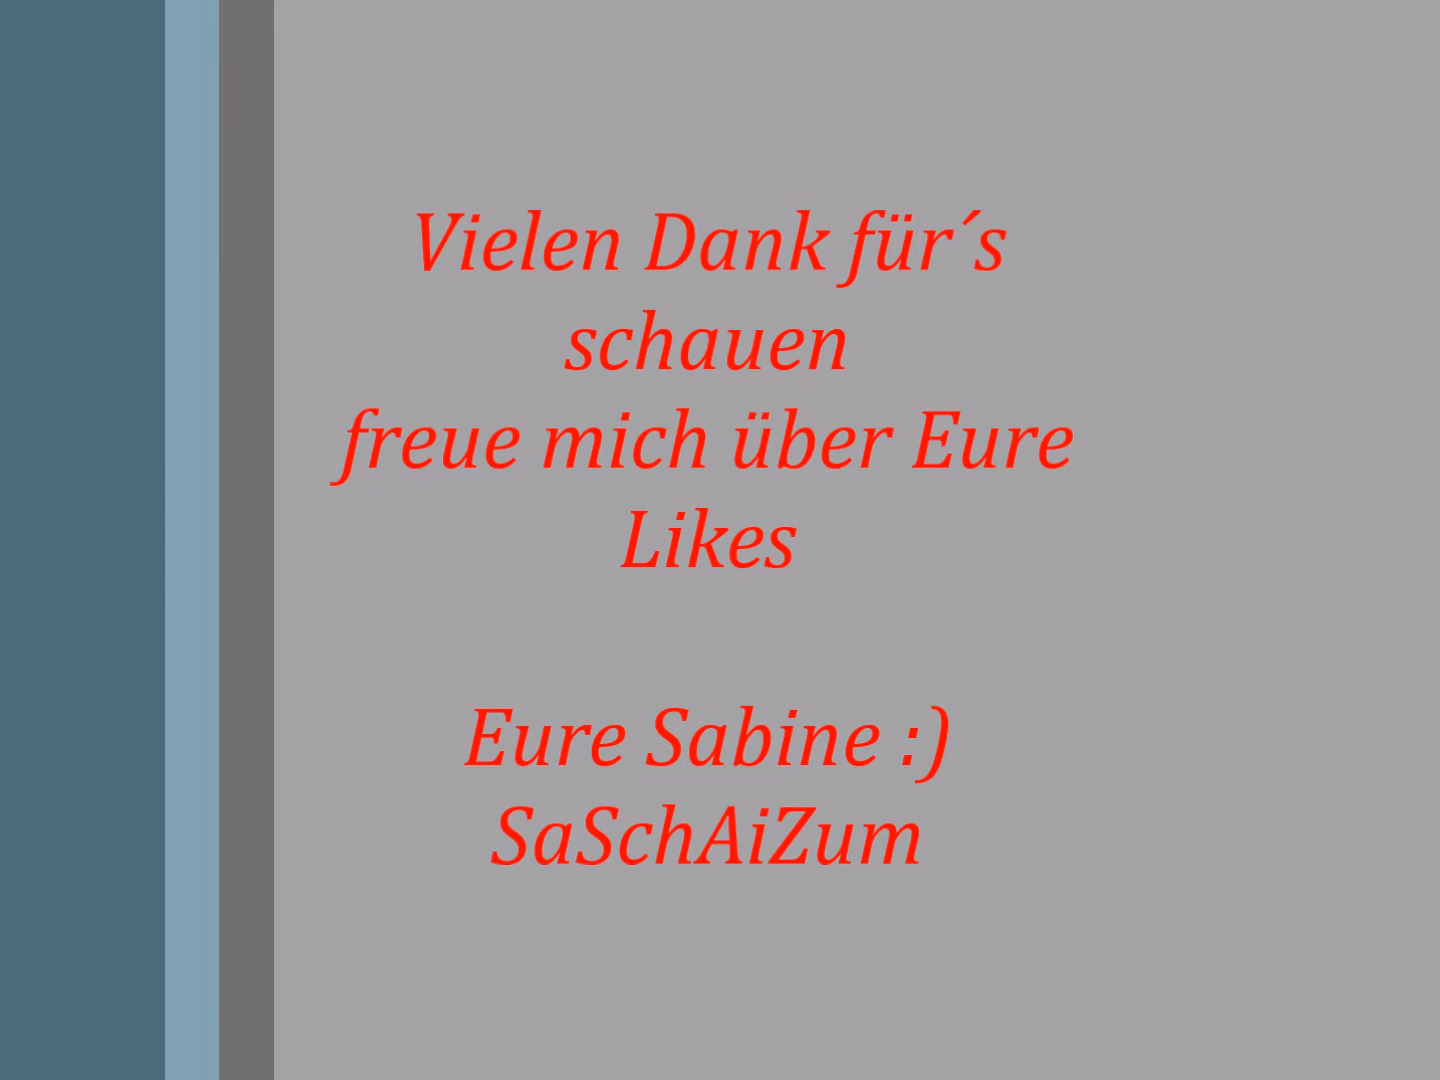 Vielen Dank für´s
schauen
freue mich über Eure
Likes
Eure Sabine :)
SaSchAiZum